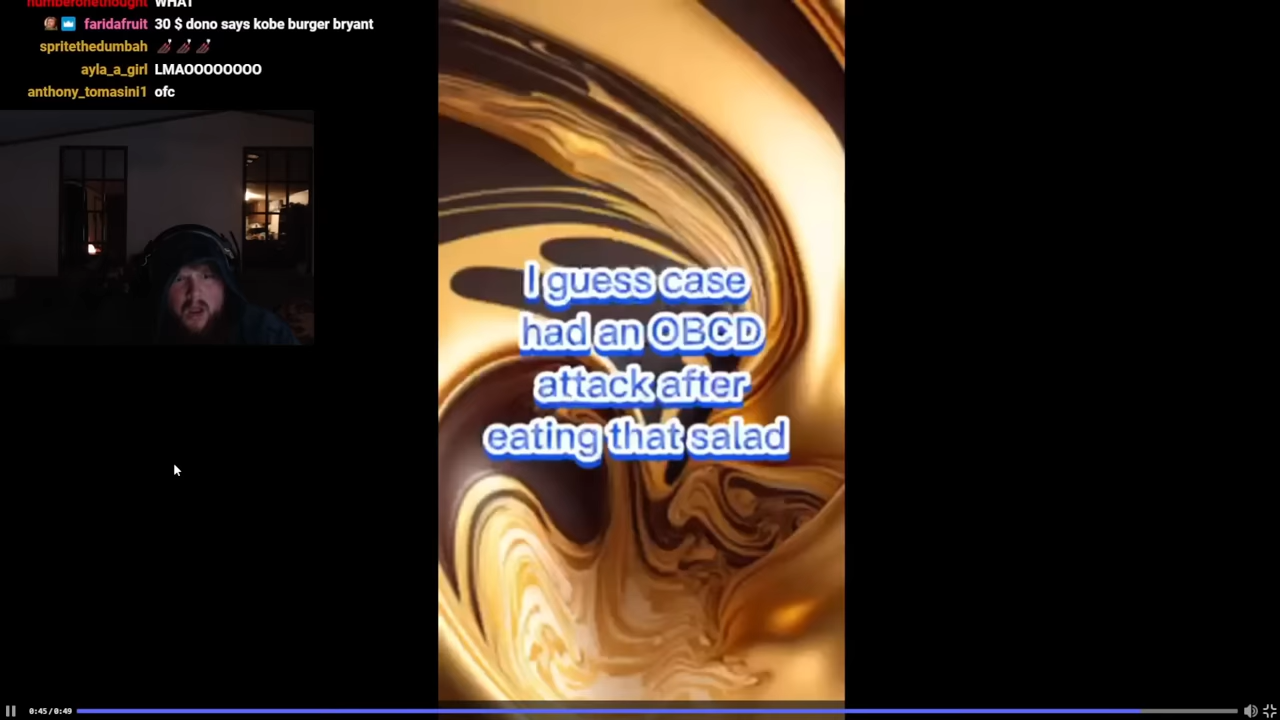 numberonethought WHAT
faridafruit 30 $ dono says kobe burger bryant
spritethedumbah
ayla_a_girl LMAOOOOOOOO
anthony_tomasini1 ofc
I guess case
had an OBCD
attack after
eating that salad
0:45 / 0:49